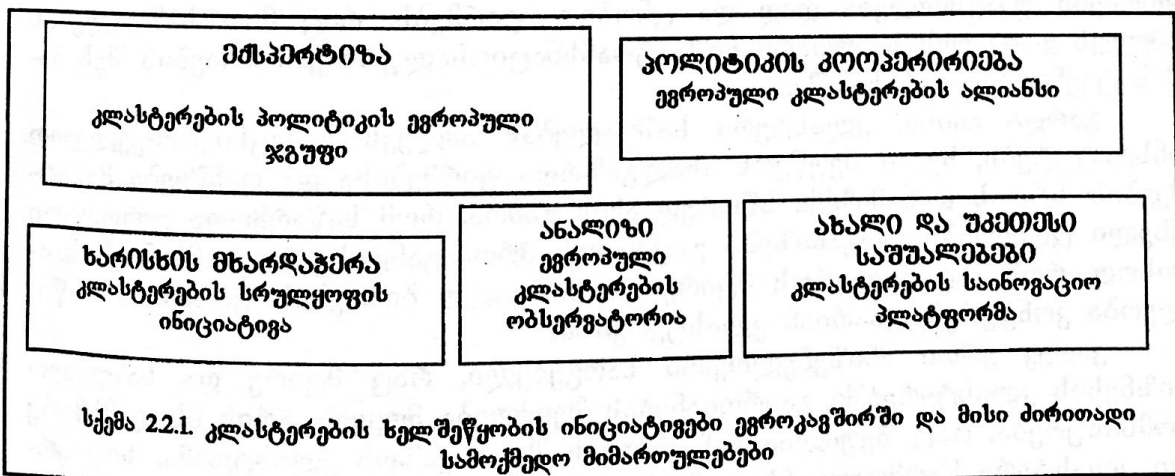 ექსპერტიზა
კლასტერების პოლიტიკის ევროპული
ჯგუფი
პოლიტიკის კოოპერირიება
ევროპული კლასტერების ალიანსი
ხარისხის მხარდაჭერა
კლასტერების სრულყოფის
ინიციატივა
ანალიზი
ევროპული
კლასტერების
ობსერვატორია
ახალი და უკეთესი
საშუალებები
კლასტერების საინოვაციო
პლატფორმა
სქემა 2.2.1. კლასტერების ხელშეწყობის ინიციატივები ევროკავშირში და მისი ძირითადი
სამოქმედო მიმართულებები